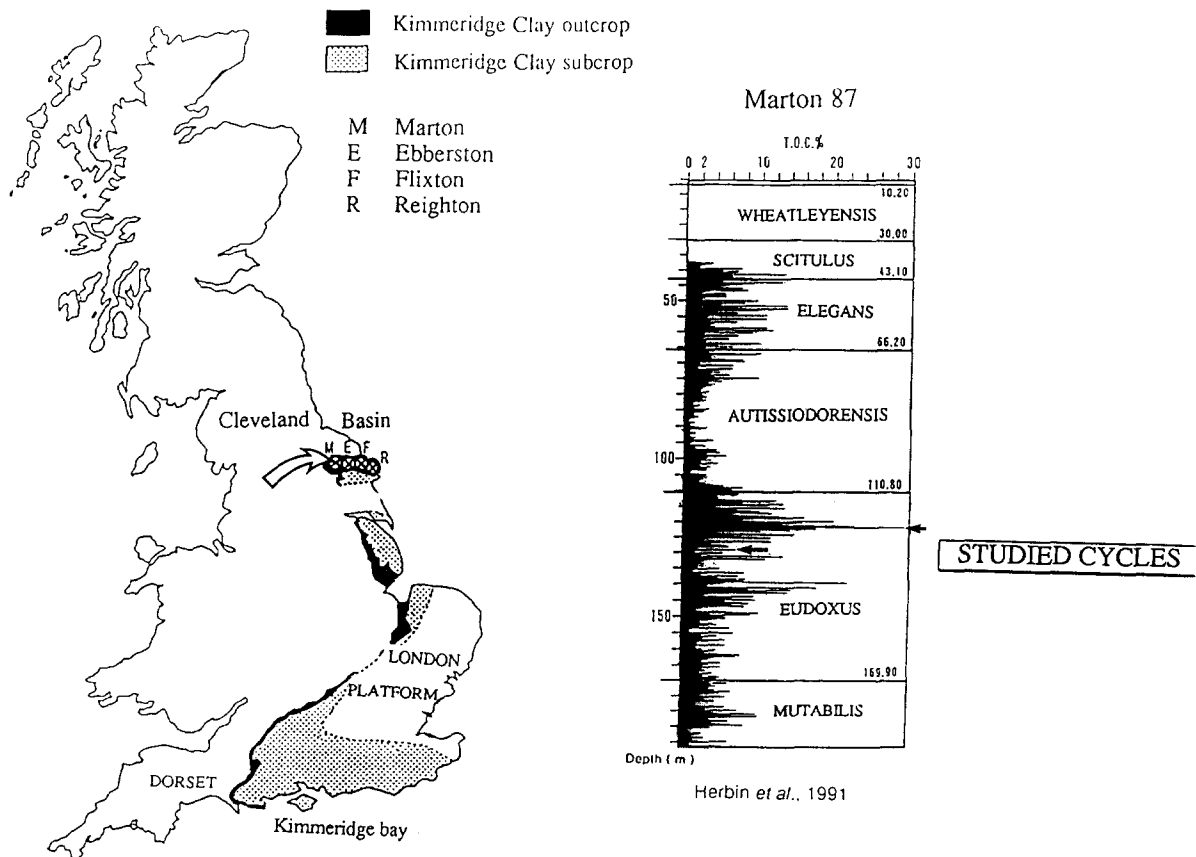 Kimmeridge Clay outcrop
Kimmeridge Clay subcrop
M Marton
E Ebberston
F Flixton
R Reighton
Cleveland Basin
M E F R
LONDON
PLATFORM
DORSET
Kimmeridge bay
Marton 87
T.O.C.%
0 2 10 20 30
10,20
WHEATLEYENSIS
30,00
SCITULUS
43,10
50
ELEGANS
66,20
AUTISSIODORENSIS
100
110,80
STUDIED CYCLES
EUDOXUS
150
169,90
MUTABILIS
Depth (m)
Herbin et al., 1991